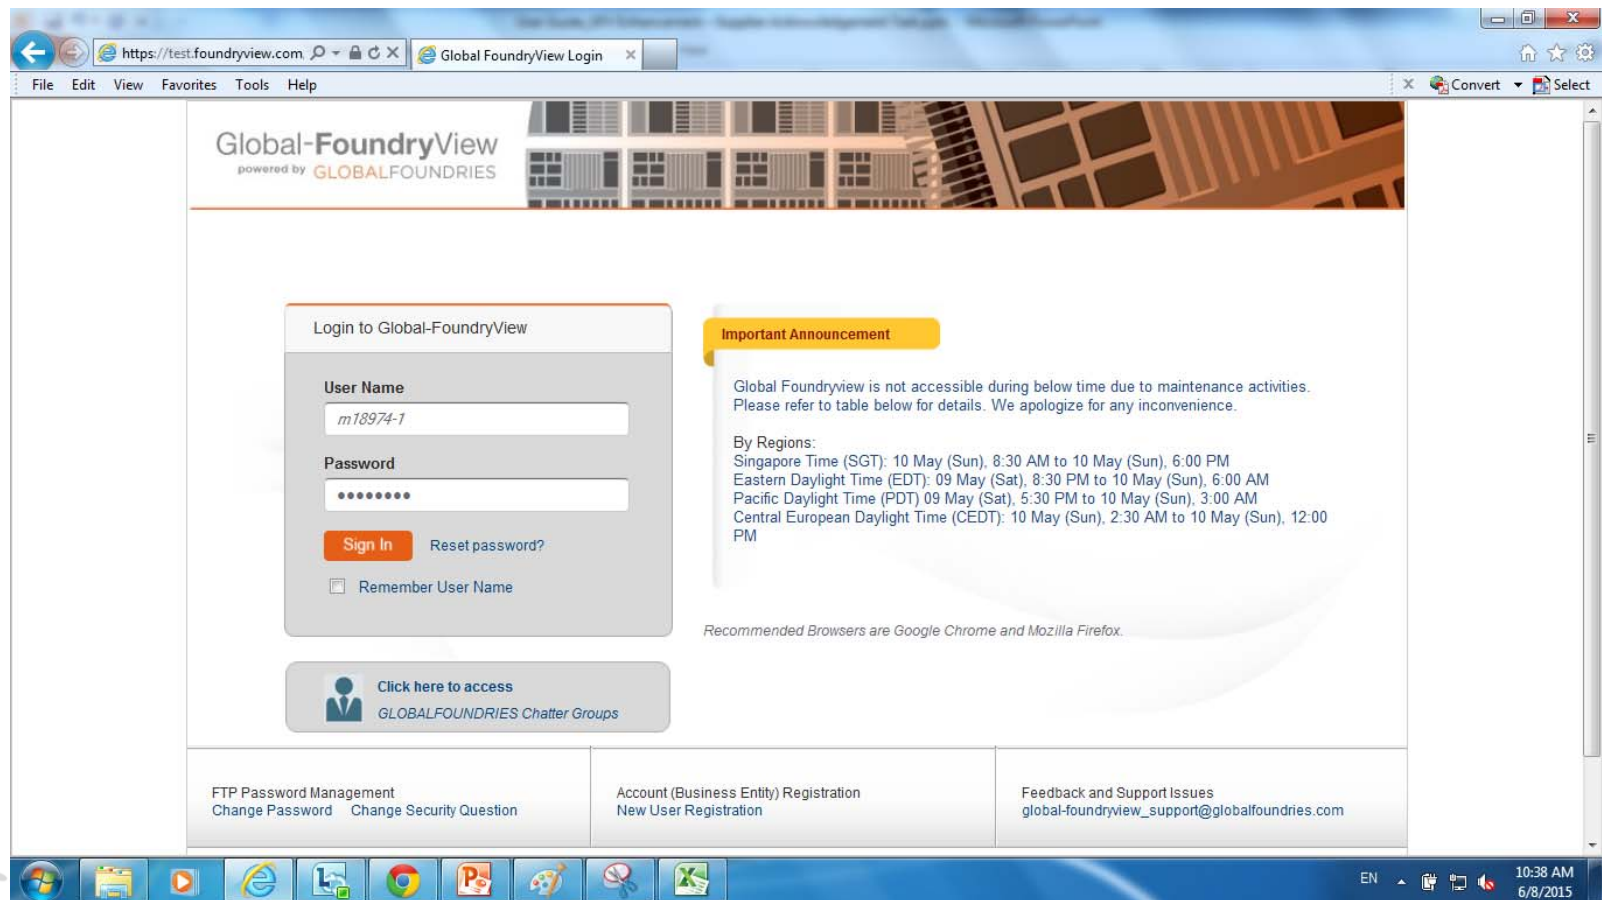 https://test.foundryview.com
Global FoundryView Login
File Edit View Favorites Tools Help
Convert Select
Global-FoundryView
powered by GLOBALFOUNDRIES
Login to Global-FoundryView
User Name
m18974-1
Password
Sign In Reset password?
Remember User Name
Click here to access
GLOBALFOUNDRIES Chatter Groups
Important Announcement
Global Foundryview is not accessible during below time due to maintenance activities.
Please refer to table below for details. We apologize for any inconvenience.
By Regions:
Singapore Time (SGT): 10 May (Sun), 8:30 AM to 10 May (Sun), 6:00 PM
Eastern Daylight Time (EDT): 09 May (Sat), 8:30 PM to 10 May (Sun), 6:00 AM
Pacific Daylight Time (PDT) 09 May (Sat), 5:30 PM to 10 May (Sun), 3:00 AM
Central European Daylight Time (CEDT): 10 May (Sun), 2:30 AM to 10 May (Sun), 12:00
PM
Recommended Browsers are Google Chrome and Mozilla Firefox.
FTP Password Management
Change Password Change Security Question
Account (Business Entity) Registration
New User Registration
Feedback and Support Issues
global-foundryview_support@globalfoundries.com
EN
10:38 AM
6/8/2015